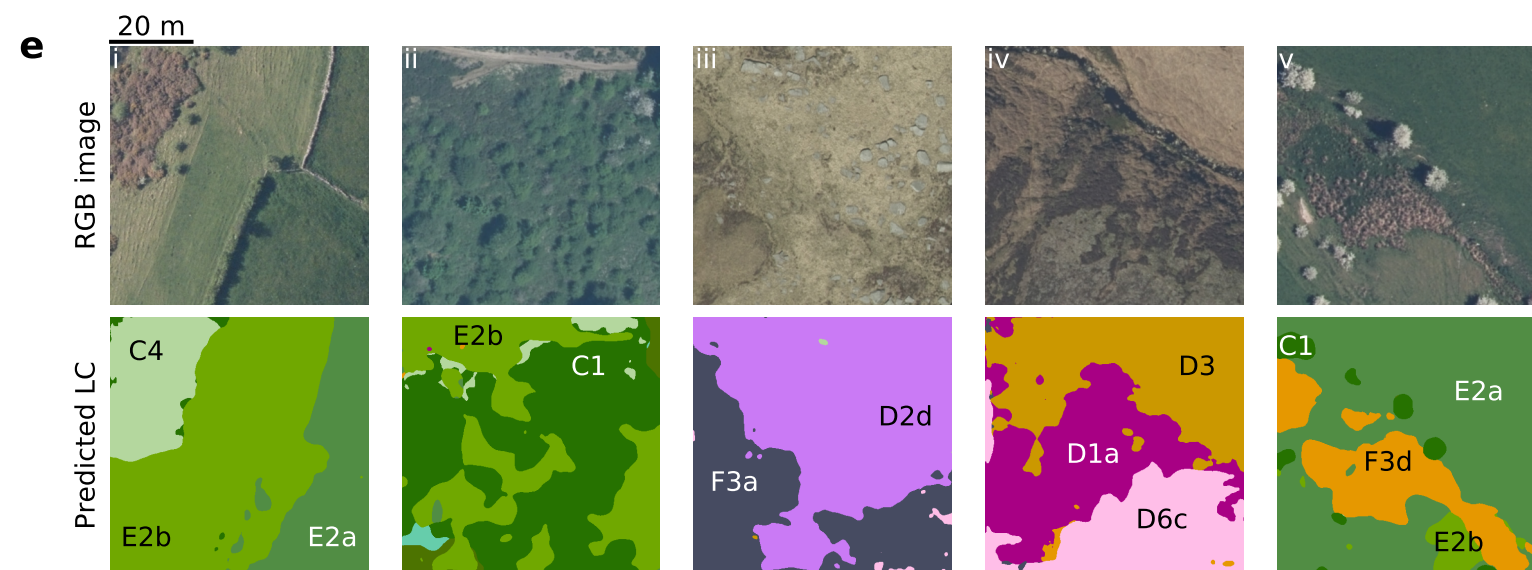 e
20 m
RGB image
i
ii
iii
iv
v
Predicted LC
C4
E2b
E2a
E2b
C1
D2d
F3a
D3
D1a
D6c
C1
E2a
F3d
E2b